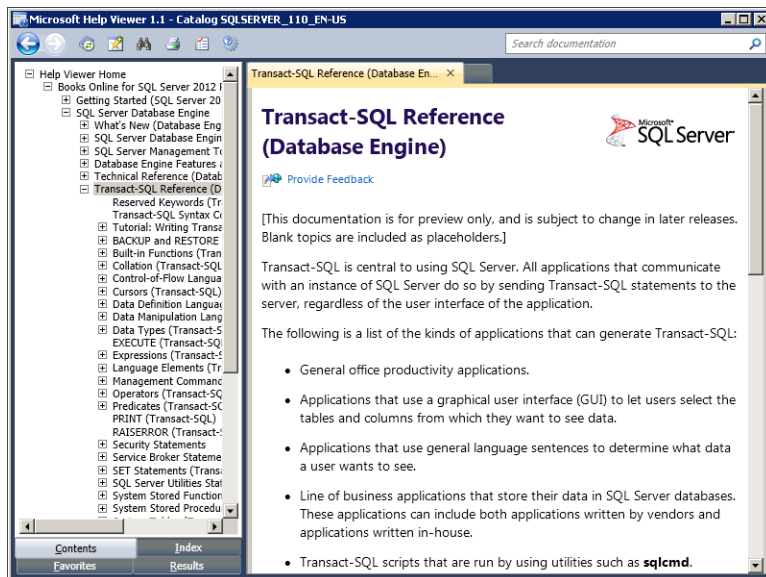 Microsoft Help Viewer 1.1 - Catalog SQLSERVER_110_EN-US
Search documentation
Help Viewer Home
Books Online for SQL Server 2012
Getting Started (SQL Server 20
SQL Server Database Engine
What's New (Database Eng
SQL Server Database Engin
SQL Server Management T
Database Engine Features
Technical Reference (Datab
Transact-SQL Reference (D
Reserved Keywords (Tr
Transact-SQL Syntax C
Tutorial: Writing Transa
BACKUP and RESTORE
Built-in Functions (Tran
Collation (Transact-SQL
Control-of-Flow Langua
Cursors (Transact-SQL)
Data Definition Languag
Data Manipulation Lang
Data Types (Transact-S
EXECUTE (Transact-SQ
Expressions (Transact-S
Language Elements (Tr
Management Command
Operators (Transact-SQ
Predicates (Transact-SQ
PRINT (Transact-SQL)
RAISERROR (Transact-
Security Statements
Service Broker Stateme
SET Statements (Trans
SQL Server Utilities Stat
System Stored Function
System Stored Procedu
Contents
Index
Favorites
Results
Transact-SQL Reference (Database En...
Transact-SQL Reference
(Database Engine)
Microsoft
SQL Server
Provide Feedback
[This documentation is for preview only, and is subject to change in later releases.
Blank topics are included as placeholders.]
Transact-SQL is central to using SQL Server. All applications that communicate
with an instance of SQL Server do so by sending Transact-SQL statements to the
server, regardless of the user interface of the application.
The following is a list of the kinds of applications that can generate Transact-SQL:
• General office productivity applications.
• Applications that use a graphical user interface (GUI) to let users select the
tables and columns from which they want to see data.
• Applications that use general language sentences to determine what data
a user wants to see.
• Line of business applications that store their data in SQL Server databases.
These applications can include both applications written by vendors and
applications written in-house.
• Transact-SQL scripts that are run by using utilities such as sqlcmd.